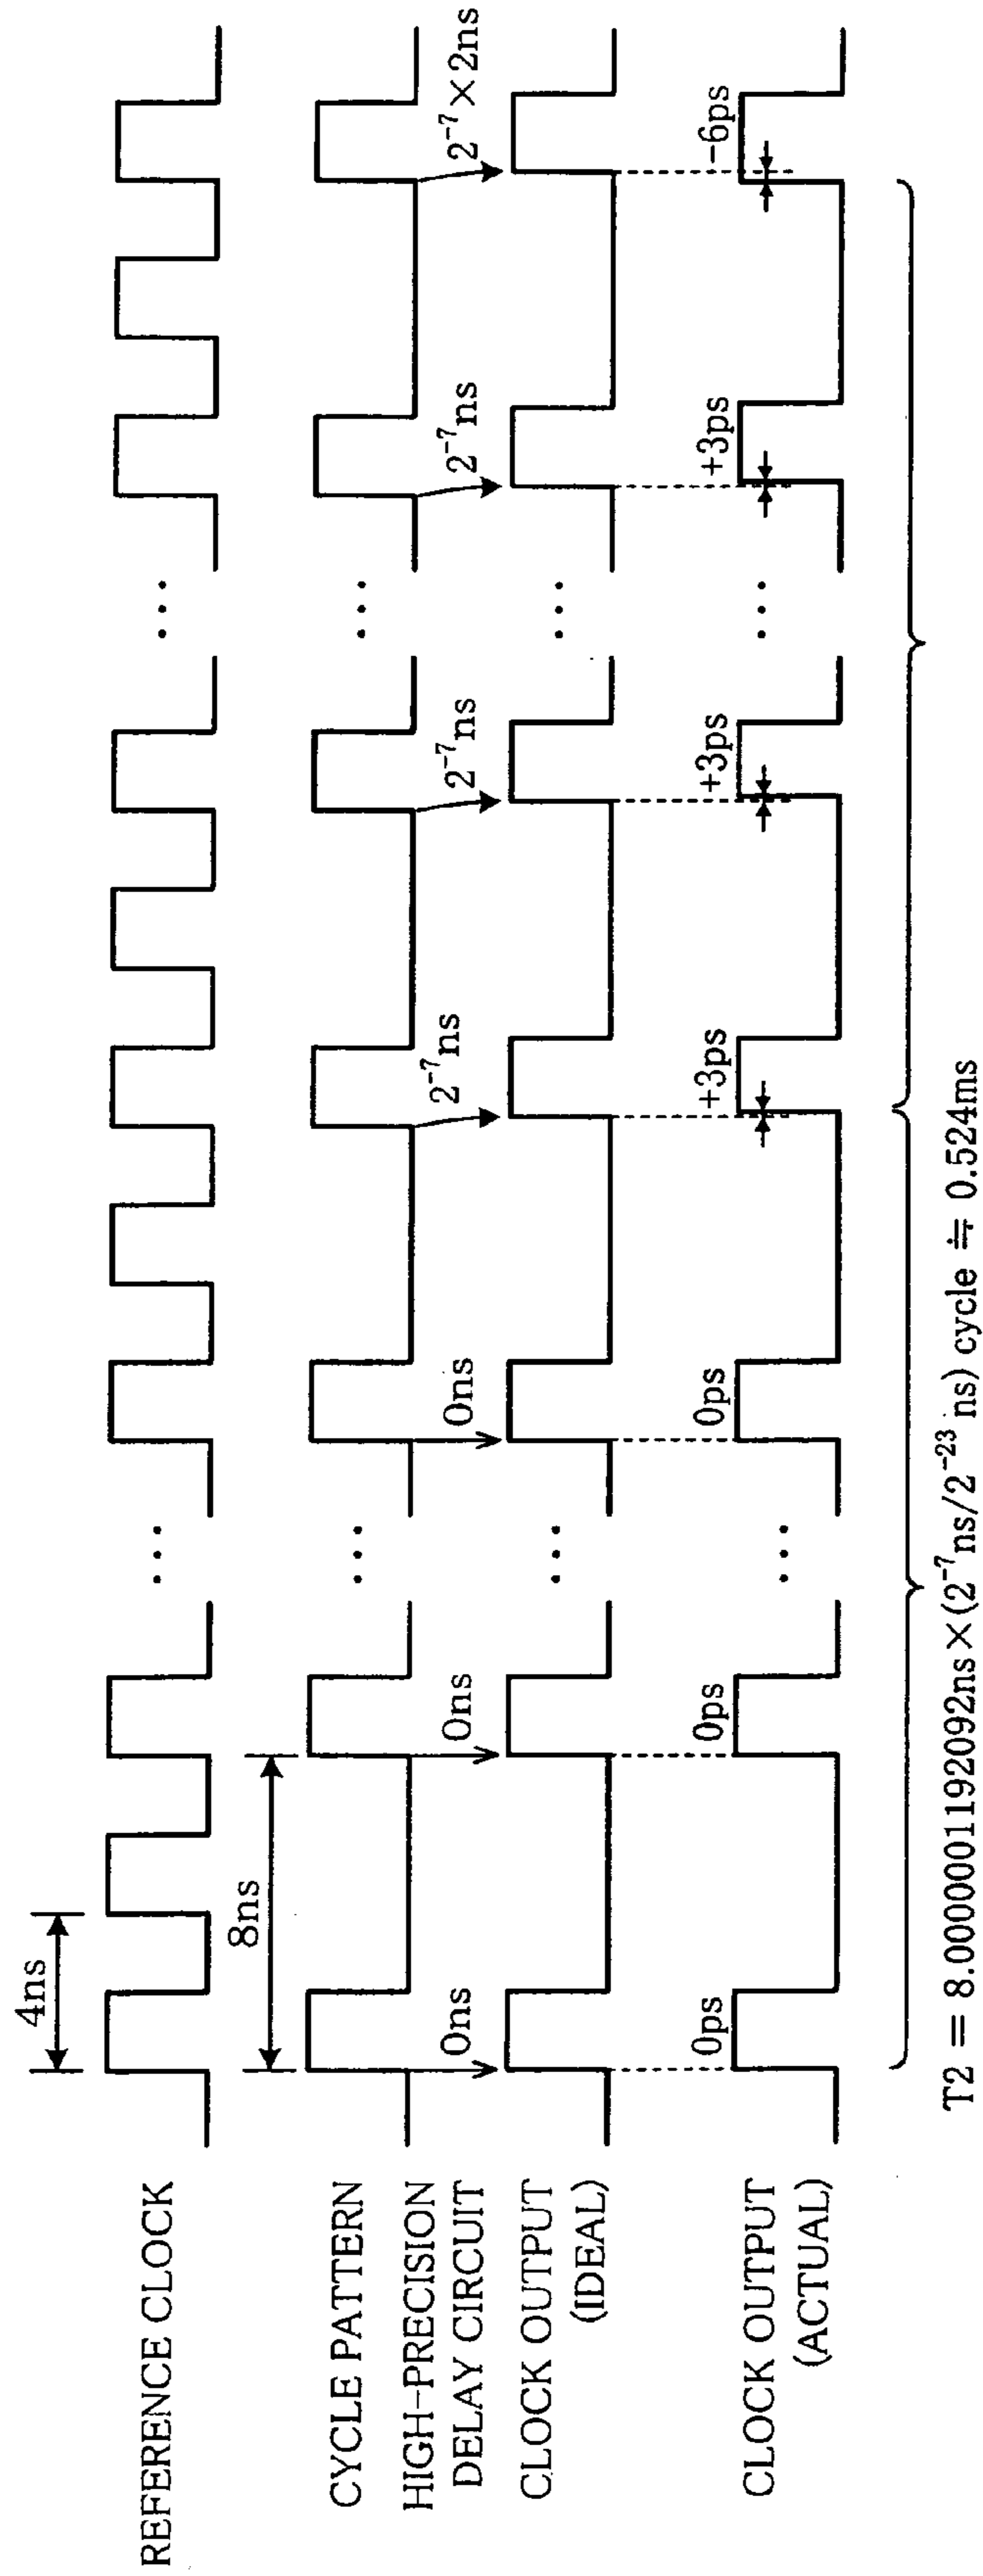 4ns
REFERENCE CLOCK
...
...
8ns
CYCLE PATTERN
...
...
HIGH-PRECISION
DELAY CIRCUIT
0ns
0ns
0ns
2⁻⁷ns
2⁻⁷ns
2⁻⁷ns
2⁻⁷×2ns
CLOCK OUTPUT
(IDEAL)
...
...
0ps
0ps
0ps
+3ps
+3ps
+3ps
-6ps
CLOCK OUTPUT
(ACTUAL)
...
...
T2 = 8.0000001192092ns×(2⁻⁷ns/2⁻²³ns) cycle ≒ 0.524ms